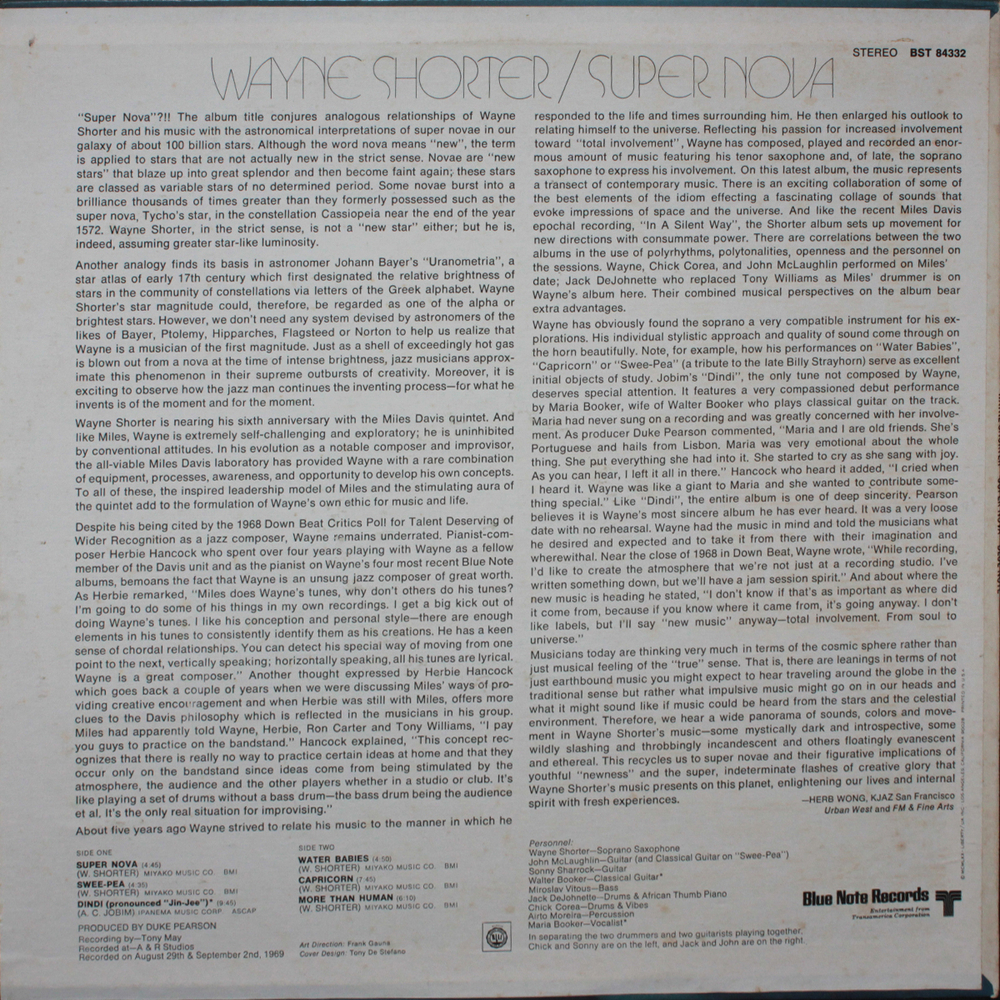 STEREO BST 84332
WAYNE SHORTER / SUPER NOVA
"Super Nova"?!! The album title conjures analogous relationships of Wayne
Shorter and his music with the astronomical interpretations of super novae in our
galaxy of about 100 billion stars. Although the word nova means "new", the term
is applied to stars that are not actually new in the strict sense. Novae are "new
stars" that blaze up into great splendor and then become faint again; these stars
are classed as variable stars of no determined period. Some novae burst into a
brilliance thousands of times greater than they formerly possessed such as the
super nova, Tycho's star, in the constellation Cassiopeia near the end of the year
1572. Wayne Shorter, in the strict sense, is not a "new star" either; but he is,
indeed, assuming greater star-like luminosity.
Another analogy finds its basis in astronomer Johann Bayer's "Uranometria", a
star atlas of early 17th century which first designated the relative brightness of
stars in the community of constellations via letters of the Greek alphabet. Wayne
Shorter's star magnitude could, therefore, be regarded as one of the alpha or
brightest stars. However, we don't need any system devised by astronomers of the
likes of Bayer, Ptolemy, Hipparches, Flagsteed or Norton to help us realize that
Wayne is a musician of the first magnitude. Just as a shell of exceedingly hot gas
is blown out from a nova at the time of intense brightness, jazz musicians approx-
imate this phenomenon in their supreme outbursts of creativity. Moreover, it is
exciting to observe how the jazz man continues the inventing process—for what he
invents is of the moment and for the moment.
Wayne Shorter is nearing his sixth anniversary with the Miles Davis quintet. And
like Miles, Wayne is extremely self-challenging and exploratory; he is uninhibited
by conventional attitudes. In his evolution as a notable composer and improvisor,
the all-viable Miles Davis laboratory has provided Wayne with a rare combination
of equipment, processes, awareness, and opportunity to develop his own concepts.
To all of these, the inspired leadership model of Miles and the stimulating aura of
the quintet add to the formulation of Wayne's own ethic for music and life.
Despite his being cited by the 1968 Down Beat Critics Poll for Talent Deserving of
Wider Recognition as a jazz composer, Wayne remains underrated. Pianist-com-
poser Herbie Hancock who spent over four years playing with Wayne as a fellow
member of the Davis unit and as the pianist on Wayne's four most recent Blue Note
albums, bemoans the fact that Wayne is an unsung jazz composer of great worth.
As Herbie remarked, "Miles does Wayne's tunes, why don't others do his tunes?
I'm going to do some of his things in my own recordings. I get a big kick out of
doing Wayne's tunes. I like his conception and personal style—there are enough
elements in his tunes to consistently identify them as his creations. He has a keen
sense of chordal relationships. You can detect his special way of moving from one
point to the next, vertically speaking; horizontally speaking, all his tunes are lyrical.
Wayne is a great composer." Another thought expressed by Herbie Hancock
which goes back a couple of years when we were discussing Miles' ways of pro-
viding creative encouragement and when Herbie was still with Miles, offers more
clues to the Davis philosophy which is reflected in the musicians in his group.
Miles had apparently told Wayne, Herbie, Ron Carter and Tony Williams, "I pay
you guys to practice on the bandstand." Hancock explained, "This concept rec-
ognizes that there is really no way to practice certain ideas at home and that they
occur only on the bandstand since ideas come from being stimulated by the
atmosphere, the audience and the other players whether in a studio or club. It's
like playing a set of drums without a bass drum—the bass drum being the audience
et al. It's the only real situation for improvising."
About five years ago Wayne strived to relate his music to the manner in which he
responded to the life and times surrounding him. He then enlarged his outlook to
relating himself to the universe. Reflecting his passion for increased involvement
toward "total involvement", Wayne has composed, played and recorded an enor-
mous amount of music featuring his tenor saxophone and, of late, the soprano
saxophone to express his involvement. On this latest album, the music represents
a transect of contemporary music. There is an exciting collaboration of some of
the best elements of the idiom effecting a fascinating collage of sounds that
evoke impressions of space and the universe. And like the recent Miles Davis
epochal recording, "In A Silent Way", the Shorter album sets up movement for
new directions with consummate power. There are correlations between the two
albums in the use of polyrhythms, polytonalities, openness and the personnel on
the sessions. Wayne, Chick Corea, and John McLaughlin performed on Miles'
date; Jack DeJohnette who replaced Tony Williams as Miles' drummer is on
Wayne's album here. Their combined musical perspectives on the album bear
extra advantages.
Wayne has obviously found the soprano a very compatible instrument for his ex-
plorations. His individual stylistic approach and quality of sound come through on
the horn beautifully. Note, for example, how his performances on "Water Babies",
"Capricorn" or "Swee-Pea" (a tribute to the late Billy Strayhorn) serve as excellent
initial objects of study. Jobim's "Dindi", the only tune not composed by Wayne,
deserves special attention. It features a very compassioned debut performance
by Maria Booker, wife of Walter Booker who plays classical guitar on the track.
Maria had never sung on a recording and was greatly concerned with her involve-
ment. As producer Duke Pearson commented, "Maria and I are old friends. She's
Portuguese and hails from Lisbon. Maria was very emotional about the whole
thing. She put everything she had into it. She started to cry as she sang with joy.
As you can hear, I left it all in there." Hancock who heard it added, "I cried when
I heard it. Wayne was like a giant to Maria and she wanted to contribute some-
thing special." Like "Dindi", the entire album is one of deep sincerity. Pearson
believes it is Wayne's most sincere album he has ever heard. It was a very loose
date with no rehearsal. Wayne had the music in mind and told the musicians what
he desired and expected and to take it from there with their imagination and
wherewithal. Near the close of 1968 in Down Beat, Wayne wrote, "While recording,
I'd like to create the atmosphere that we're not just at a recording studio. I've
written something down, but we'll have a jam session spirit." And about where the
new music is heading he stated, "I don't know if that's as important as where did
it come from, because if you know where it came from, it's going anyway. I don't
like labels, but I'll say "new music" anyway—total involvement. From soul to
universe."
Musicians today are thinking very much in terms of the cosmic sphere rather than
just musical feeling of the "true" sense. That is, there are leanings in terms of not
just earthbound music you might expect to hear traveling around the globe in the
traditional sense but rather what impulsive music might go on in our heads and
what it might sound like if music could be heard from the stars and the celestial
environment. Therefore, we hear a wide panorama of sounds, colors and move-
ment in Wayne Shorter's music—some mystically dark and introspective, some
wildly slashing and throbbingly incandescent and others floatingly evanescent
and ethereal. This recycles us to super novae and their figurative implications of
youthful "newness" and the super, indeterminate flashes of creative glory that
Wayne Shorter's music presents on this planet, enlightening our lives and internal
spirit with fresh experiences.
—HERB WONG, KJAZ San Francisco
Urban West and FM & Fine Arts
SIDE ONE
SUPER NOVA (4:45)
(W. SHORTER) MIYAKO MUSIC CO. BMI
SWEE-PEA (4:35)
(W. SHORTER) MIYAKO MUSIC CO. BMI
DINDI (pronounced "Jin-Jee")* (9:45)
(A. C. JOBIM) IPANEMA MUSIC CORP. ASCAP
PRODUCED BY DUKE PEARSON
Recording by—Tony May
Recorded at—A & R Studios
Recorded on August 29th & September 2nd, 1969
SIDE TWO
WATER BABIES (4:50)
(W. SHORTER) MIYAKO MUSIC CO. BMI
CAPRICORN (7:45)
(W. SHORTER) MIYAKO MUSIC CO. BMI
MORE THAN HUMAN (6:10)
(W. SHORTER) MIYAKO MUSIC CO. BMI
Art Direction: Frank Gauna
Cover Design: Tony De Stefano
Personnel:
Wayne Shorter—Soprano Saxophone
John McLaughlin—Guitar (and Classical Guitar on "Swee-Pea")
Sonny Sharrock—Guitar
Walter Booker—Classical Guitar*
Miroslav Vitous—Bass
Jack DeJohnette—Drums & African Thumb Piano
Chick Corea—Drums & Vibes
Airto Moreira—Percussion
Maria Booker—Vocalist*
In separating the two drummers and two guitarists playing together,
Chick and Sonny are on the left, and Jack and John are on the right.
Blue Note Records
Entertainment from
Transamerica Corporation